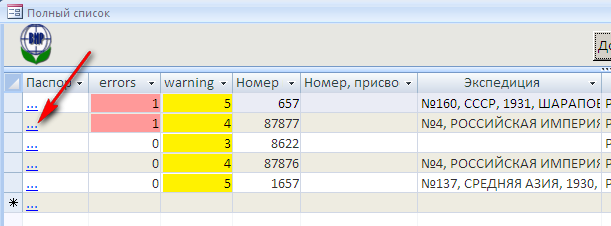 Полный список
ВИР
До
Паспор errors warning Номер Номер, присво Экспедиция
... 1 5 657 №160, СССР, 1931, ШАРАПОВ
... 1 4 87877 №4, РОССИЙСКАЯ ИМПЕРИЯ
... 0 3 8622
... 0 4 87876 №4, РОССИЙСКАЯ ИМПЕРИЯ
... 0 5 1657 №137, СРЕДНЯЯ АЗИЯ, 1930,
* ...